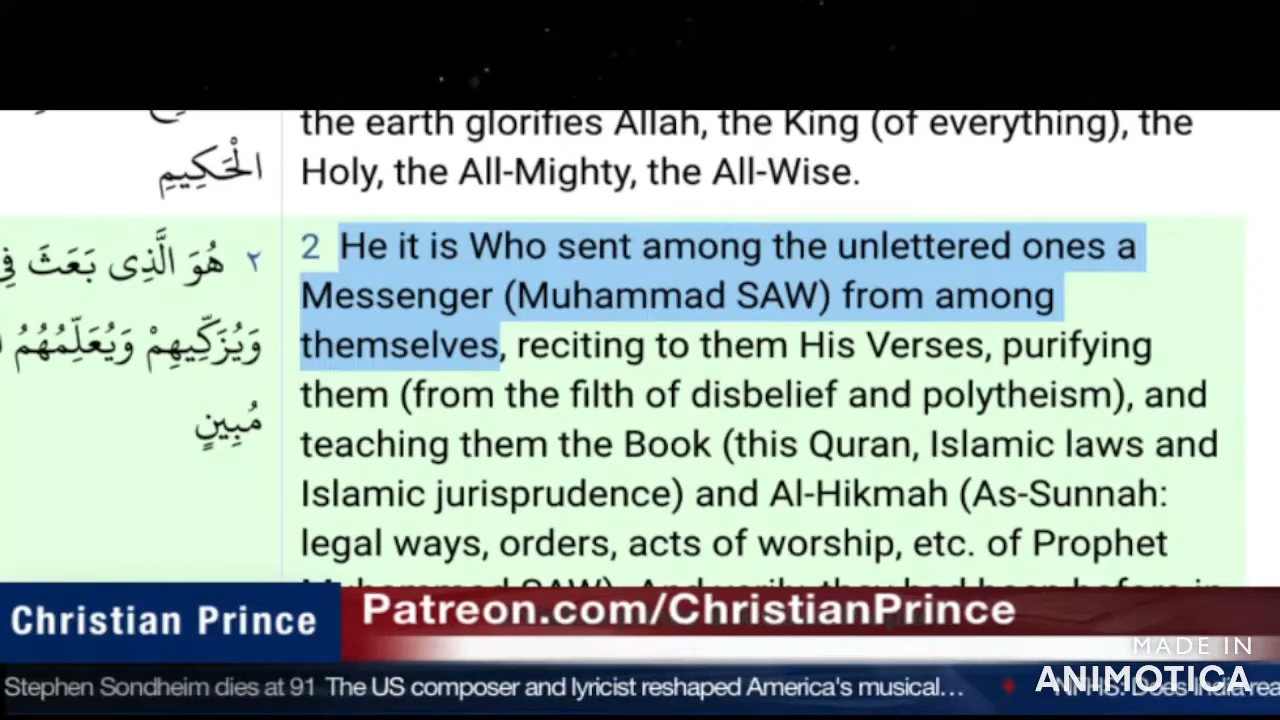 the earth glorifies Allah, the King (of everything), the
Holy, the All-Mighty, the All-Wise.
الْحَكِيمِ
2 He it is Who sent among the unlettered ones a
Messenger (Muhammad SAW) from among
themselves, reciting to them His Verses, purifying
them (from the filth of disbelief and polytheism), and
teaching them the Book (this Quran, Islamic laws and
Islamic jurisprudence) and Al-Hikmah (As-Sunnah:
legal ways, orders, acts of worship, etc. of Prophet
٢ هُوَ الَّذِى بَعَثَ فِى
وَيُزَكِّيهِمْ وَيُعَلِّمُهُمُ
مُبِينٍ
Christian Prince
Patreon.com/ChristianPrince
MADE IN
ANIMOTICA
Stephen Sondheim dies at 91 The US composer and lyricist reshaped America's musical…